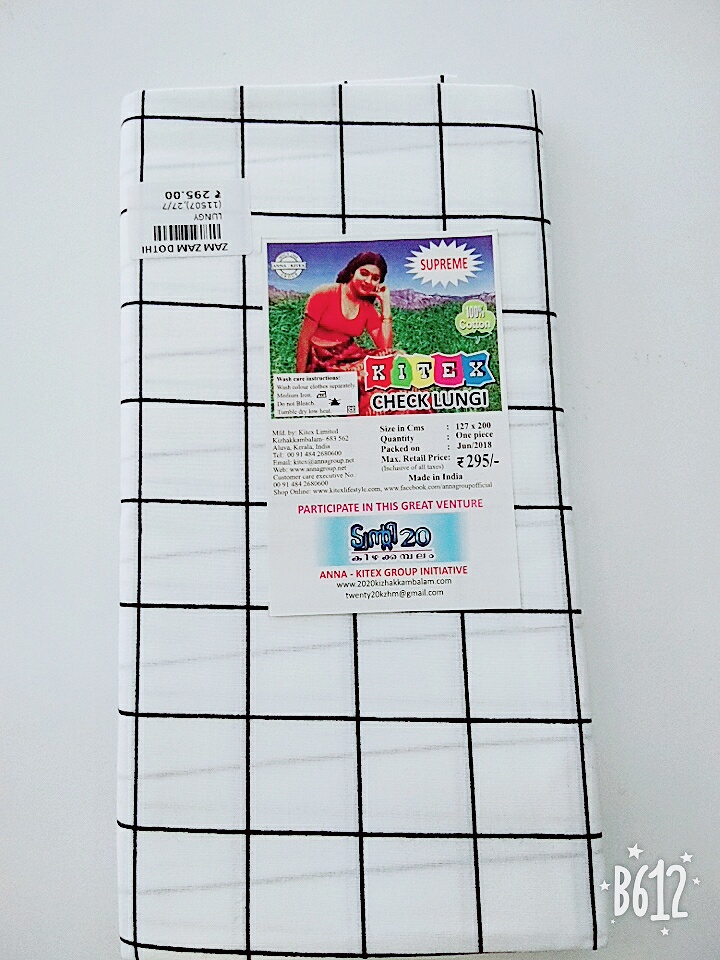 ZAM ZAM DOTHI
LUNGY
(11507),27/7
₹ 295.00
ANNA - KITEX
SUPREME
100%
Cotton
KITEX
CHECK LUNGI
Wash care instructions:
Wash colour clothes separately.
Medium Iron.
Do not Bleach.
Tumble dry low heat.
Mfd. by: Kitex Limited
Kizhakkambalam- 683 562
Aluva, Kerala, India
Tel: 00 91 484 2680600
Email: kitex@annagroup.net
Web: www.annagroup.net
Customer care executive No.
00 91 484 2680600
Shop Online: www.kitexlifestyle.com, www.facebook.com/annagroupofficial
Size in Cms : 127 x 200
Quantity : One piece
Packed on : Jun/2018
Max. Retail Price: ₹ 295/-
(Inclusive of all taxes)
Made in India
PARTICIPATE IN THIS GREAT VENTURE
ട്വന്റി 20
കിഴക്കമ്പലം
ANNA - KITEX GROUP INITIATIVE
www.2020kizhakkambalam.com
twenty20kzhm@gmail.com
B612